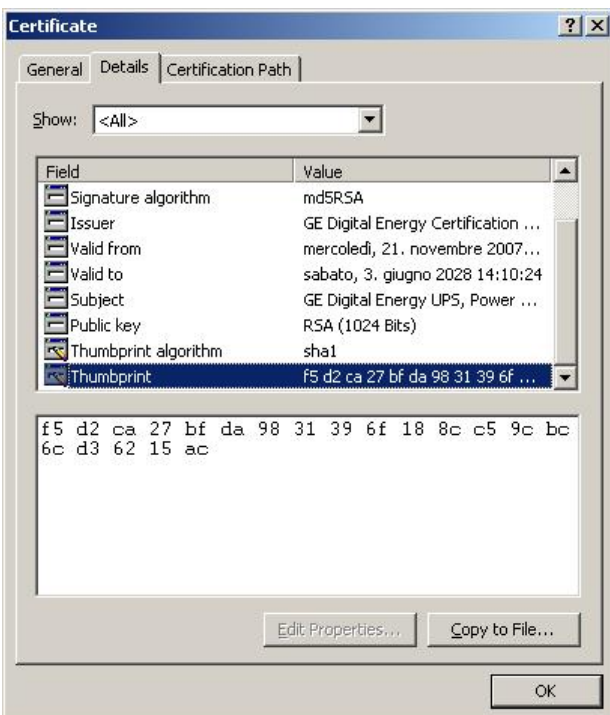 Certificate
General Details Certification Path
Show: <All>
Field Value
Signature algorithm md5RSA
Issuer GE Digital Energy Certification ...
Valid from mercoledì, 21. novembre 2007...
Valid to sabato, 3. giugno 2028 14:10:24
Subject GE Digital Energy UPS, Power ...
Public key RSA (1024 Bits)
Thumbprint algorithm sha1
Thumbprint f5 d2 ca 27 bf da 98 31 39 6f ...
f5 d2 ca 27 bf da 98 31 39 6f 18 8c c5 9c bc
6c d3 62 15 ac
Edit Properties... Copy to File...
OK